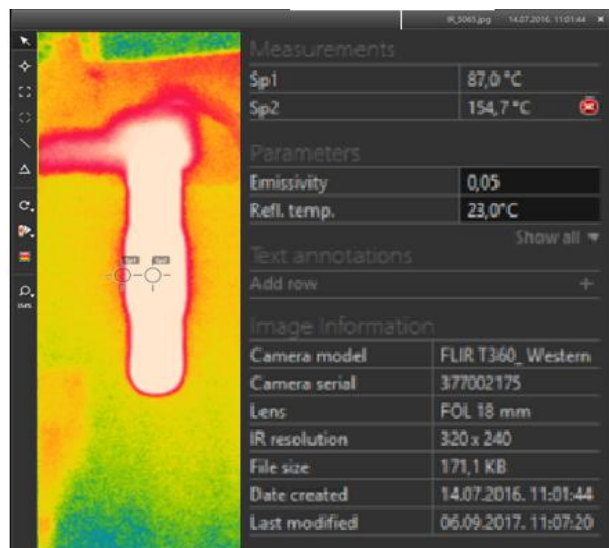 IR_5065.jpg 14.07.2016. 11:01:44
Measurements
Sp1 87,0 °C
Sp2 154,7 °C
Parameters
Emissivity 0,05
Refl. temp. 23,0°C
Show all
Text annotations
Add row +
Image Information
Camera model FLIR T360_ Western
Camera serial 377002175
Lens FOL 18 mm
IR resolution 320 x 240
File size 171,1 KB
Date created 14.07.2016. 11:01:44
Last modified 06.09.2017. 11:07:20
Sp1 Sp2